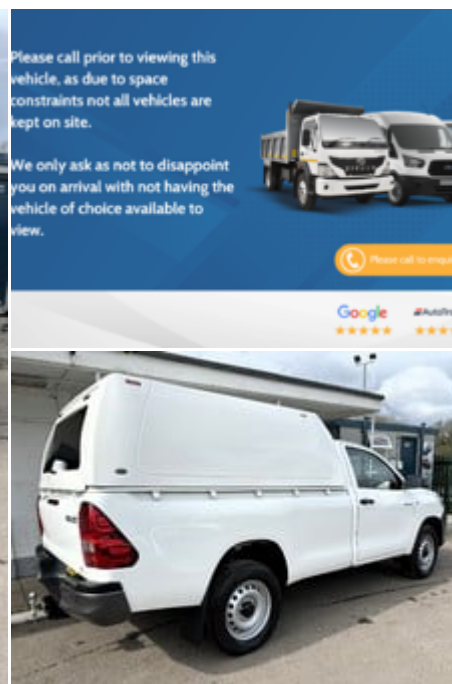 Please call prior to viewing this
vehicle, as due to space
constraints not all vehicles are
kept on site.
We only ask as not to disappoint
you on arrival with not having the
vehicle of choice available to
view.
Please call to enqui
Google
AutoTra